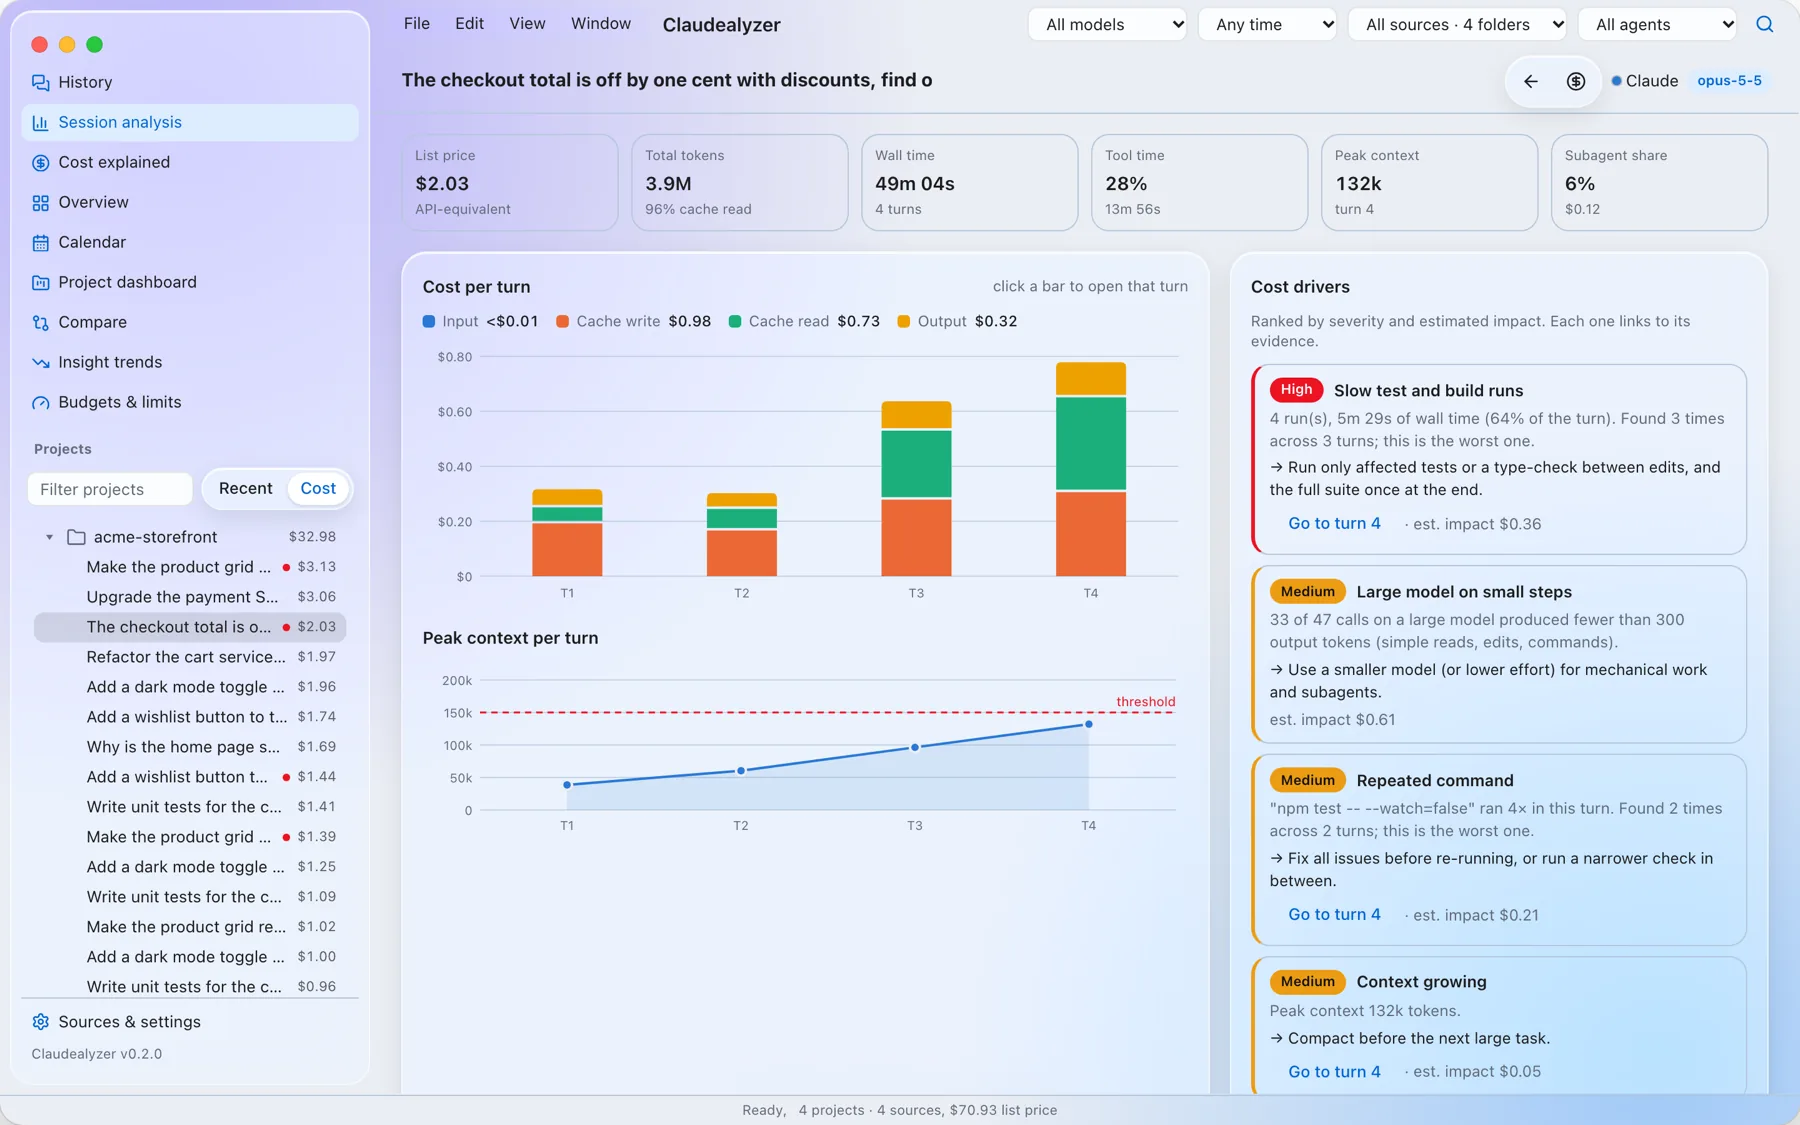 File Edit View Window Claudealyzer All models Any time All sources · 4 folders All agents
History
Session analysis
Cost explained
Overview
Calendar
Project dashboard
Compare
Insight trends
Budgets & limits
Projects
Filter projects Recent Cost
acme-storefront $32.98
Make the product grid ... $3.13
Upgrade the payment S... $3.06
The checkout total is o... $2.03
Refactor the cart service... $1.97
Add a dark mode toggle ... $1.96
Add a wishlist button to t... $1.74
Why is the home page s... $1.69
Add a wishlist button t... $1.44
Write unit tests for the c... $1.41
Make the product grid ... $1.39
Add a dark mode toggle ... $1.25
Write unit tests for the c... $1.09
Make the product grid re... $1.02
Add a dark mode toggle ... $1.00
Write unit tests for the c... $0.96
Sources & settings
Claudealyzer v0.2.0
The checkout total is off by one cent with discounts, find o
Claude opus-5-5
List price
$2.03
API-equivalent
Total tokens
3.9M
96% cache read
Wall time
49m 04s
4 turns
Tool time
28%
13m 56s
Peak context
132k
turn 4
Subagent share
6%
$0.12
Cost per turn click a bar to open that turn
Input <$0.01 Cache write $0.98 Cache read $0.73 Output $0.32
$0.80
$0.60
$0.40
$0.20
$0
T1 T2 T3 T4
Peak context per turn
200k
threshold
150k
100k
50k
0
T1 T2 T3 T4
Cost drivers
Ranked by severity and estimated impact. Each one links to its
evidence.
High Slow test and build runs
4 run(s), 5m 29s of wall time (64% of the turn). Found 3 times
across 3 turns; this is the worst one.
→ Run only affected tests or a type-check between edits, and
the full suite once at the end.
Go to turn 4 · est. impact $0.36
Medium Large model on small steps
33 of 47 calls on a large model produced fewer than 300
output tokens (simple reads, edits, commands).
→ Use a smaller model (or lower effort) for mechanical work
and subagents.
est. impact $0.61
Medium Repeated command
"npm test -- --watch=false" ran 4× in this turn. Found 2 times
across 2 turns; this is the worst one.
→ Fix all issues before re-running, or run a narrower check in
between.
Go to turn 4 · est. impact $0.21
Medium Context growing
Peak context 132k tokens.
→ Compact before the next large task.
Go to turn 4 · est. impact $0.05
Ready, 4 projects · 4 sources, $70.93 list price